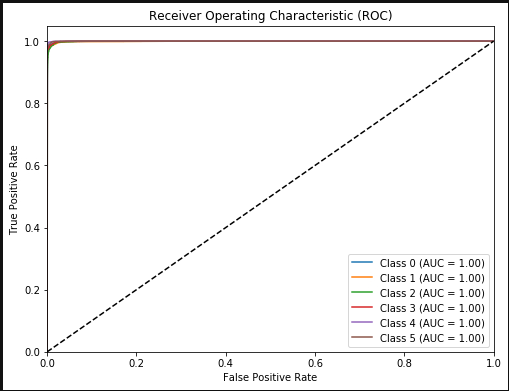 Receiver Operating Characteristic (ROC)
1.0
0.8
0.6
0.4
0.2
0.0
True Positive Rate
Class 0 (AUC = 1.00)
Class 1 (AUC = 1.00)
Class 2 (AUC = 1.00)
Class 3 (AUC = 1.00)
Class 4 (AUC = 1.00)
Class 5 (AUC = 1.00)
0.0 0.2 0.4 0.6 0.8 1.0
False Positive Rate